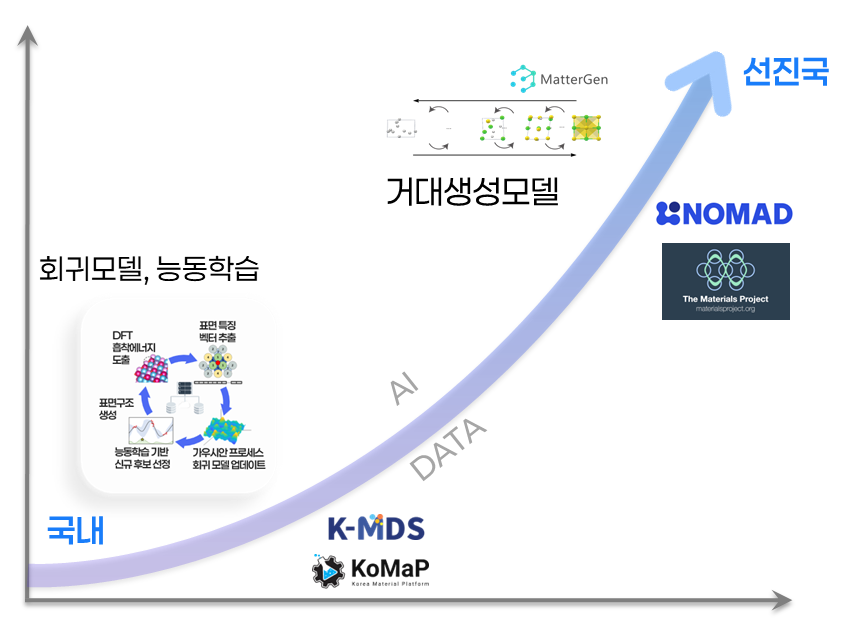 선진국
MatterGen
거대생성모델
NOMAD
The Materials Project
materialsproject.org
회귀모델, 능동학습
DFT
흡착에너지
도출
표면 특징
벡터 추출
표면구조
생성
능동학습 기반
신규 후보 선정
가우시안 프로세스
회귀 모델 업데이트
AI
DATA
국내
K-MDS
KoMaP
Korea Material Platform